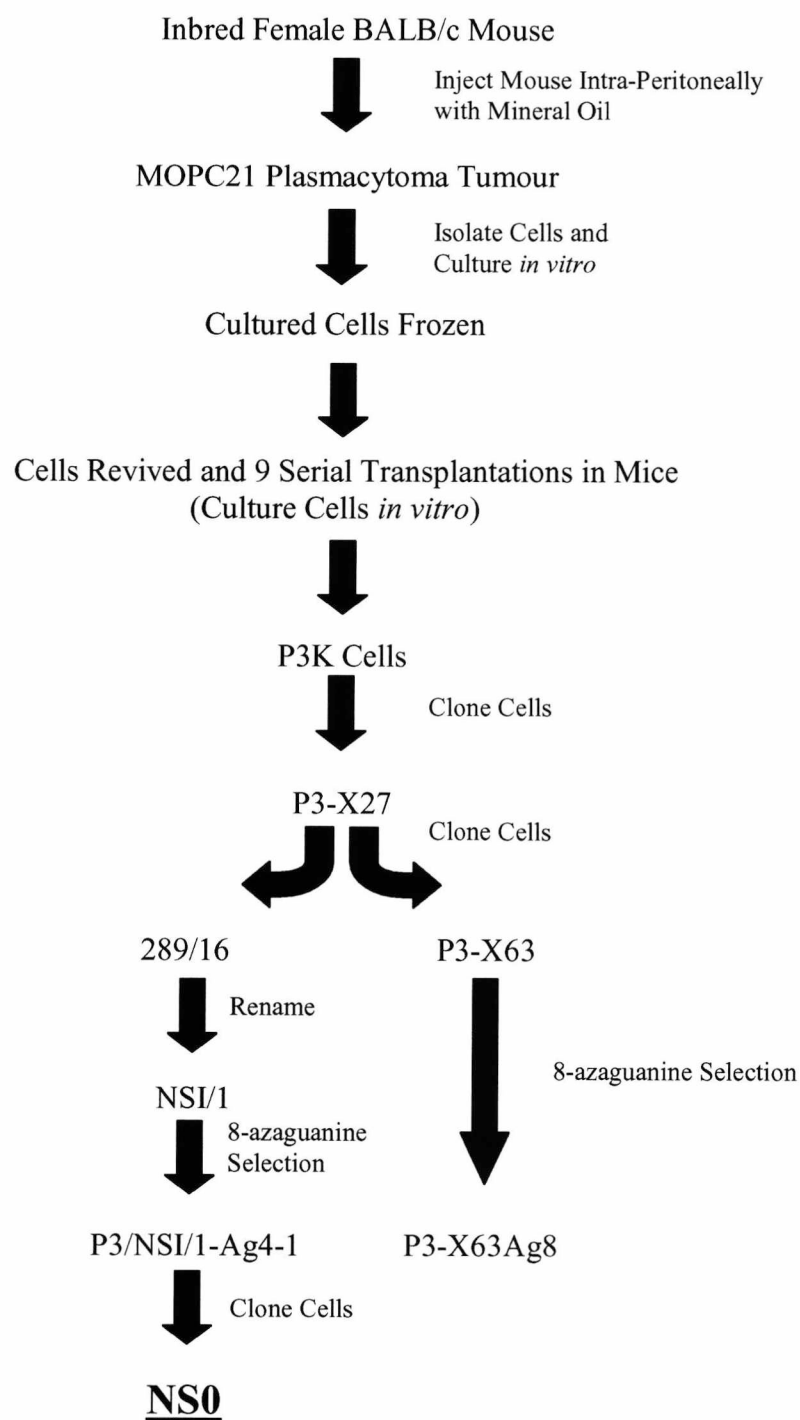 Inbred Female BALB/c Mouse
Inject Mouse Intra-Peritoneally
with Mineral Oil
MOPC21 Plasmacytoma Tumour
Isolate Cells and
Culture in vitro
Cultured Cells Frozen
Cells Revived and 9 Serial Transplantations in Mice
(Culture Cells in vitro)
P3K Cells
Clone Cells
P3-X27
Clone Cells
289/16
P3-X63
Rename
8-azaguanine Selection
NSI/1
8-azaguanine
Selection
P3/NSI/1-Ag4-1
P3-X63Ag8
Clone Cells
NS0